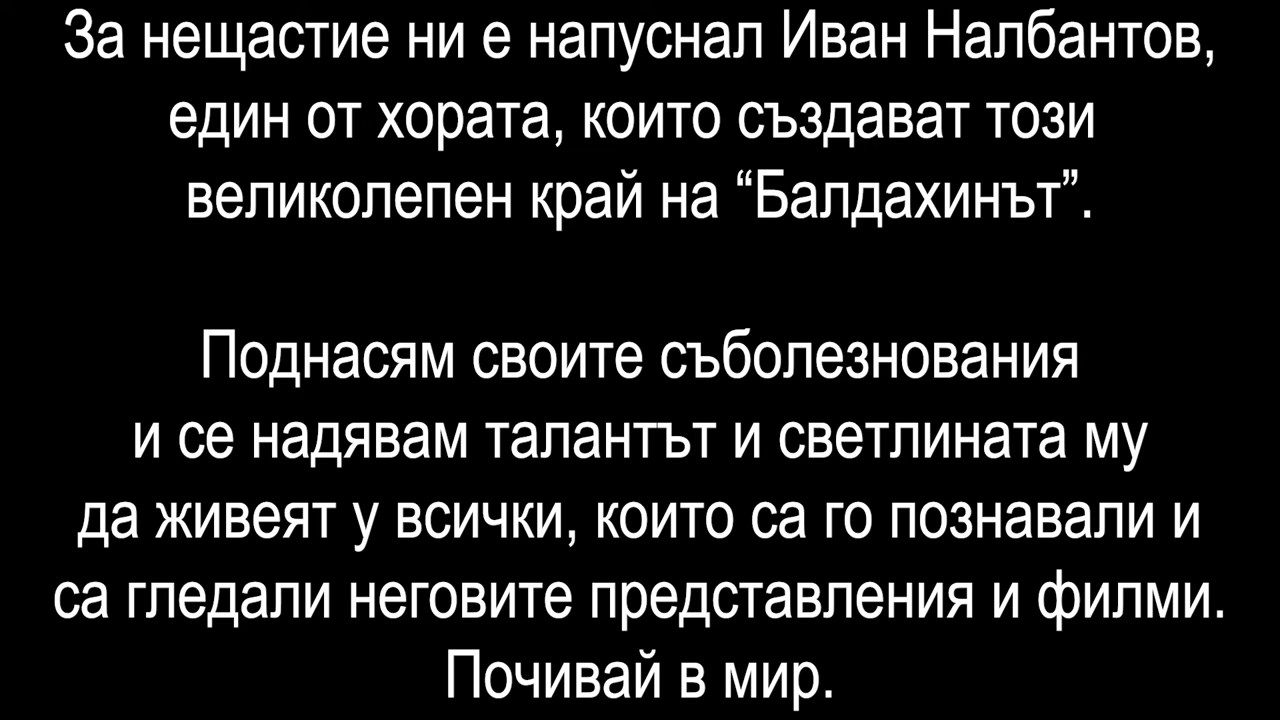 За нещастие ни е напуснал Иван Налбантов,
един от хората, които създават този
великолепен край на “Балдахинът”.
Поднасям своите съболезнования
и се надявам талантът и светлината му
да живеят у всички, които са го познавали и
са гледали неговите представления и филми.
Почивай в мир.